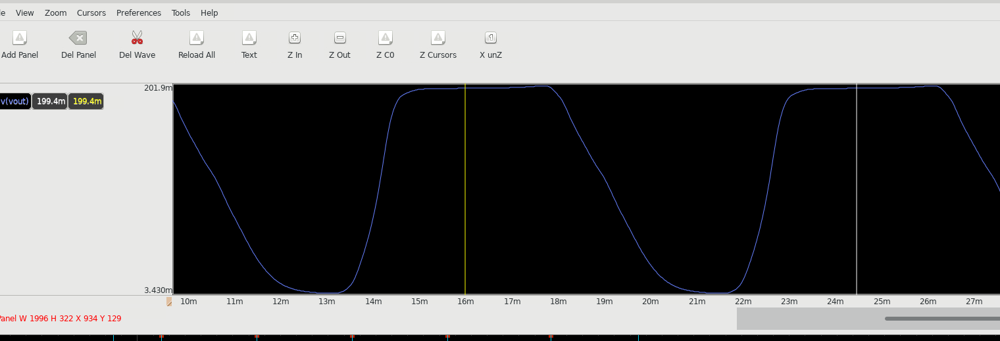 le View Zoom Cursors Preferences Tools Help
Add Panel Del Panel Del Wave Reload All Text Z In Z Out Z C0 Z Cursors X unZ
201.9m
v(vout) 199.4m 199.4m
3.430m
10m 11m 12m 13m 14m 15m 16m 17m 18m 19m 20m 21m 22m 23m 24m 25m 26m 27m
Panel W 1996 H 322 X 934 Y 129